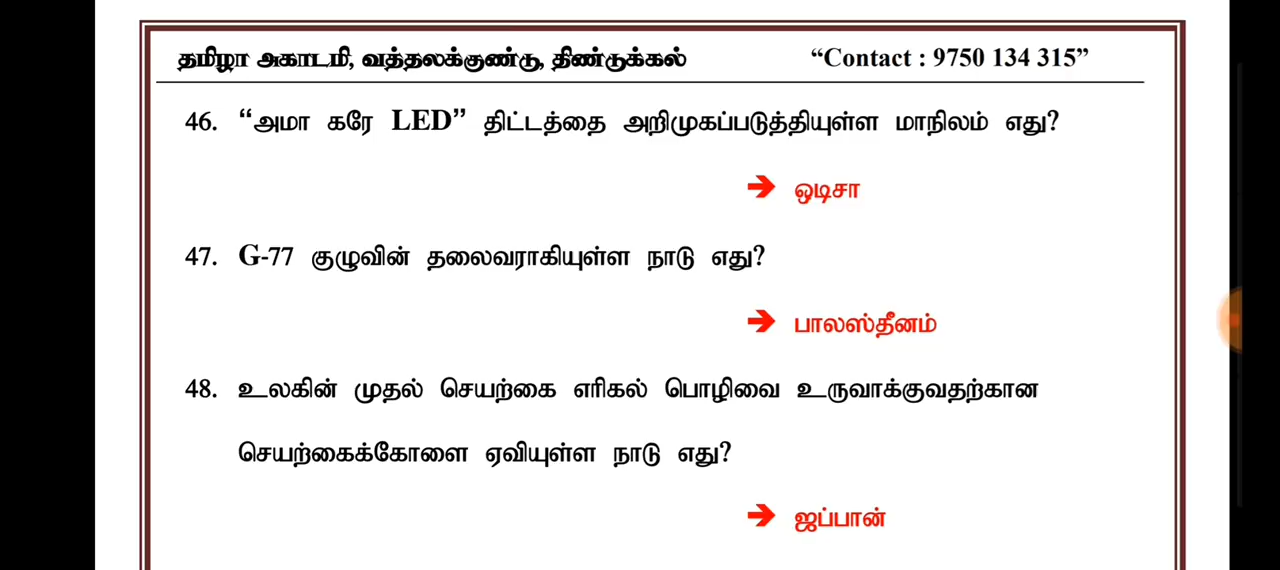 தமிழா அகாடமி, வத்தலக்குண்டு, திண்டுக்கல் “Contact : 9750 134 315”
46. “அமா கரே LED” திட்டத்தை அறிமுகப்படுத்தியுள்ள மாநிலம் எது?
➔ ஒடிசா
47. G-77 குழுவின் தலைவராகியுள்ள நாடு எது?
➔ பாலஸ்தீனம்
48. உலகின் முதல் செயற்கை எரிகல் பொழிவை உருவாக்குவதற்கான
செயற்கைக்கோளை ஏவியுள்ள நாடு எது?
➔ ஜப்பான்